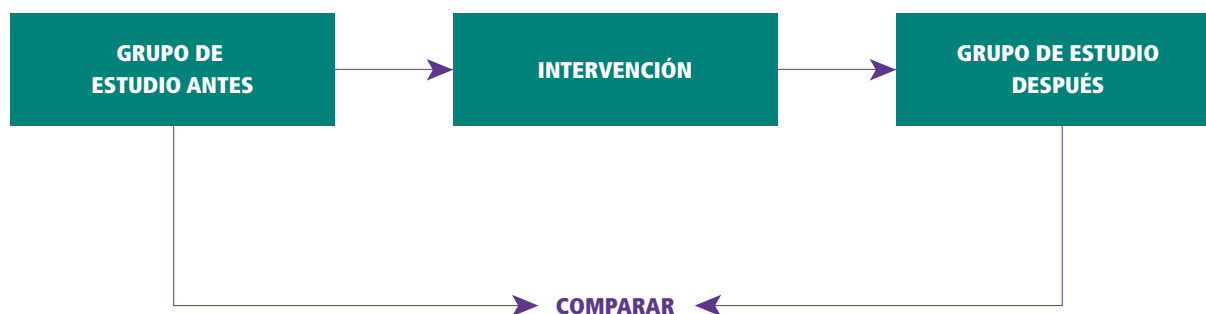 GRUPO DE
ESTUDIO ANTES
INTERVENCIÓN
GRUPO DE ESTUDIO
DESPUÉS
COMPARAR